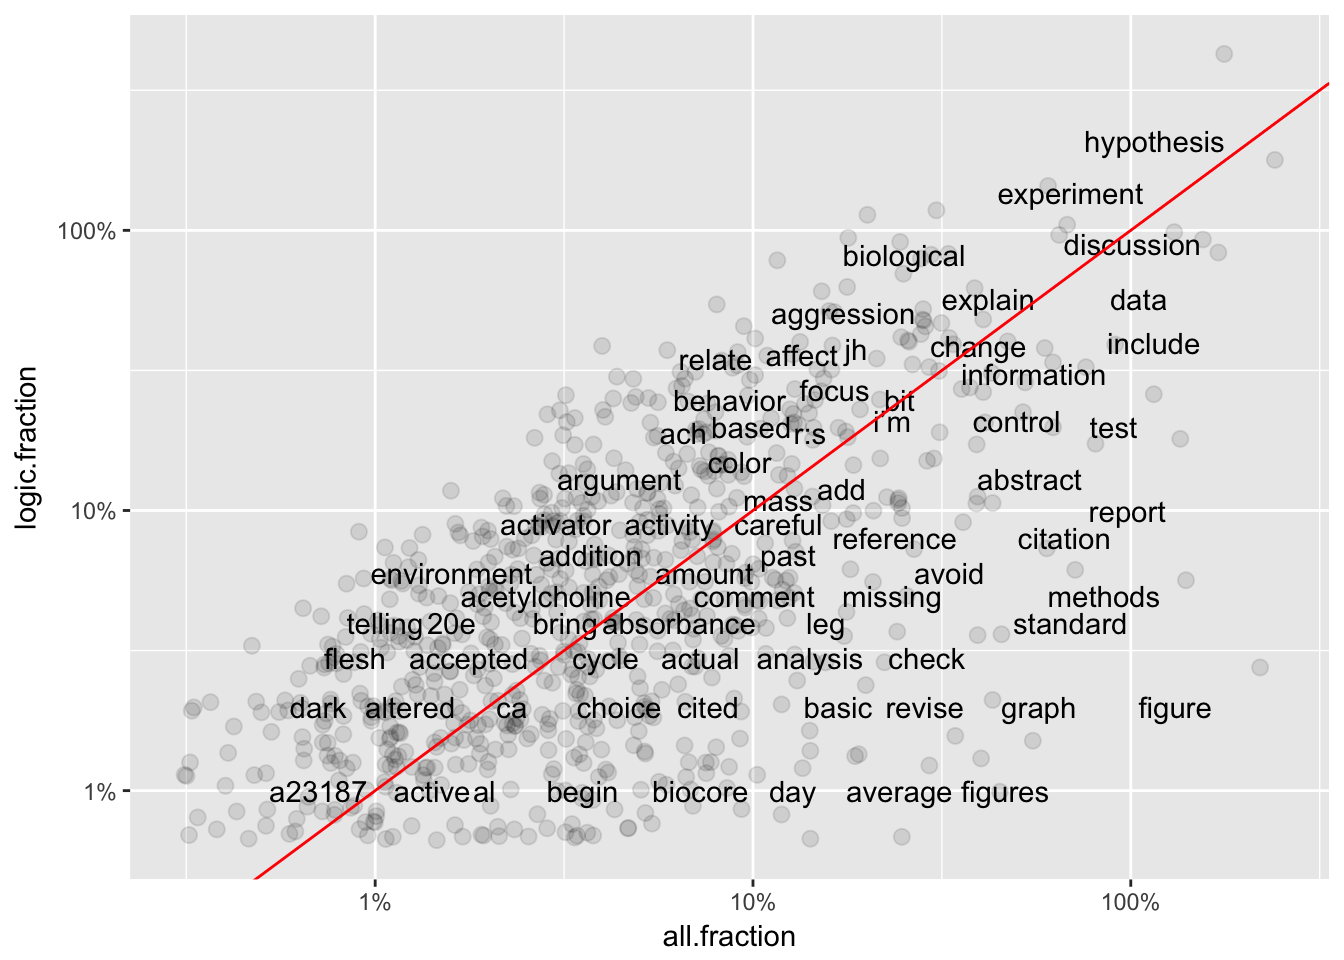 hypothesis
experiment
100%
discussion
biological
explain
data
aggression
include
relate
affect
jh
change
information
focus
behavior
bit
i'm
control
test
ach
based
r:s
color
argument
abstract
add
mass
10%
report
activator
activity
careful
reference
citation
addition
past
environment
amount
avoid
acetylcholine
comment
missing
methods
telling
20e
bring
absorbance
leg
standard
flesh
accepted
cycle
actual
analysis
check
dark
altered
ca
choice
cited
basic
revise
graph
figure
1%
a23187
active
al
begin
biocore
day
average
figures
1%
10%
100%
all.fraction
logic.fraction